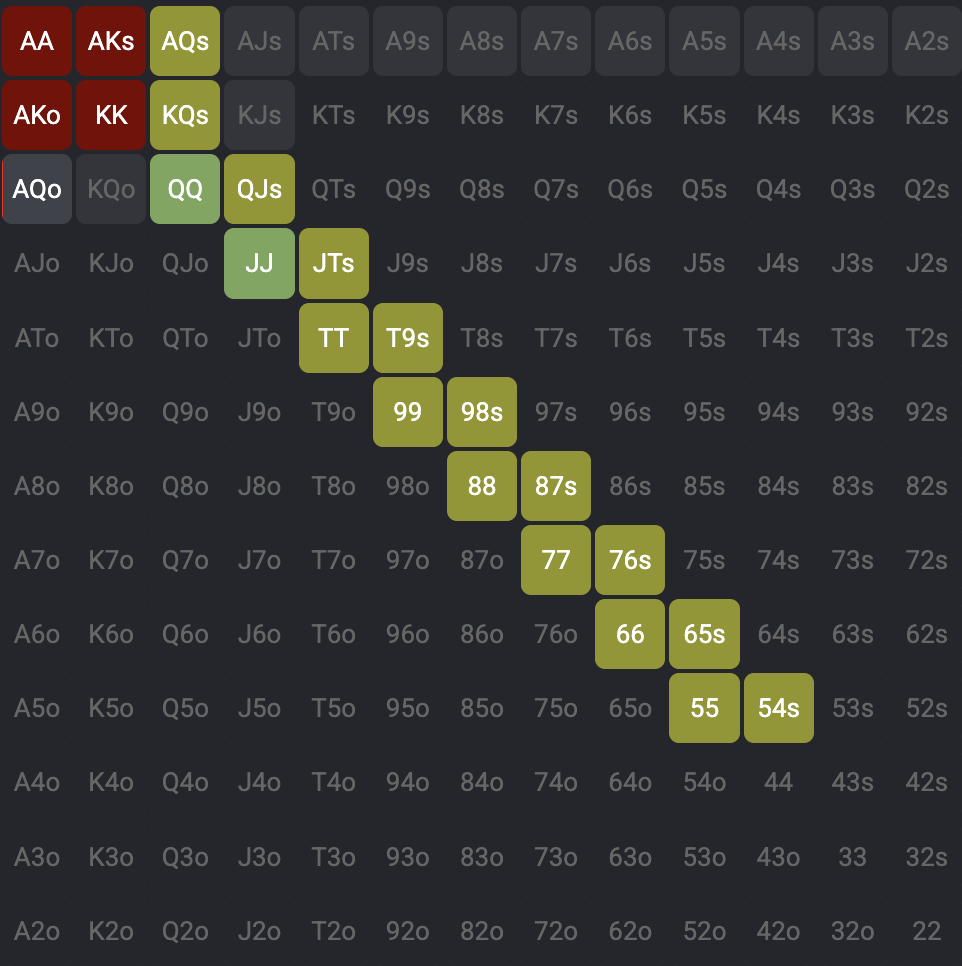 AA AKs AQs AJs ATs A9s A8s A7s A6s A5s A4s A3s A2s
AKo KK KQs KJs KTs K9s K8s K7s K6s K5s K4s K3s K2s
AQo KQo QQ QJs QTs Q9s Q8s Q7s Q6s Q5s Q4s Q3s Q2s
AJo KJo QJo JJ JTs J9s J8s J7s J6s J5s J4s J3s J2s
ATo KTo QTo JTo TT T9s T8s T7s T6s T5s T4s T3s T2s
A9o K9o Q9o J9o T9o 99 98s 97s 96s 95s 94s 93s 92s
A8o K8o Q8o J8o T8o 98o 88 87s 86s 85s 84s 83s 82s
A7o K7o Q7o J7o T7o 97o 87o 77 76s 75s 74s 73s 72s
A6o K6o Q6o J6o T6o 96o 86o 76o 66 65s 64s 63s 62s
A5o K5o Q5o J5o T5o 95o 85o 75o 65o 55 54s 53s 52s
A4o K4o Q4o J4o T4o 94o 84o 74o 64o 54o 44 43s 42s
A3o K3o Q3o J3o T3o 93o 83o 73o 63o 53o 43o 33 32s
A2o K2o Q2o J2o T2o 92o 82o 72o 62o 52o 42o 32o 22